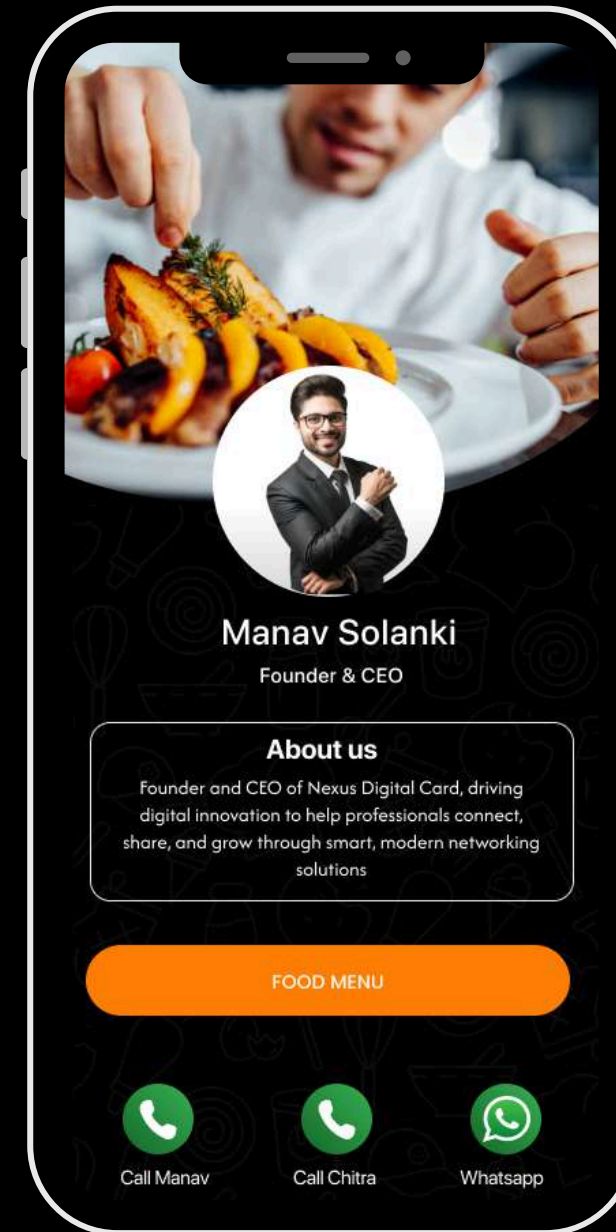 Manav Solanki
Founder & CEO
About us
Founder and CEO of Nexus Digital Card, driving
digital innovation to help professionals connect,
share, and grow through smart, modern networking
solutions
FOOD MENU
Call Manav
Call Chitra
Whatsapp